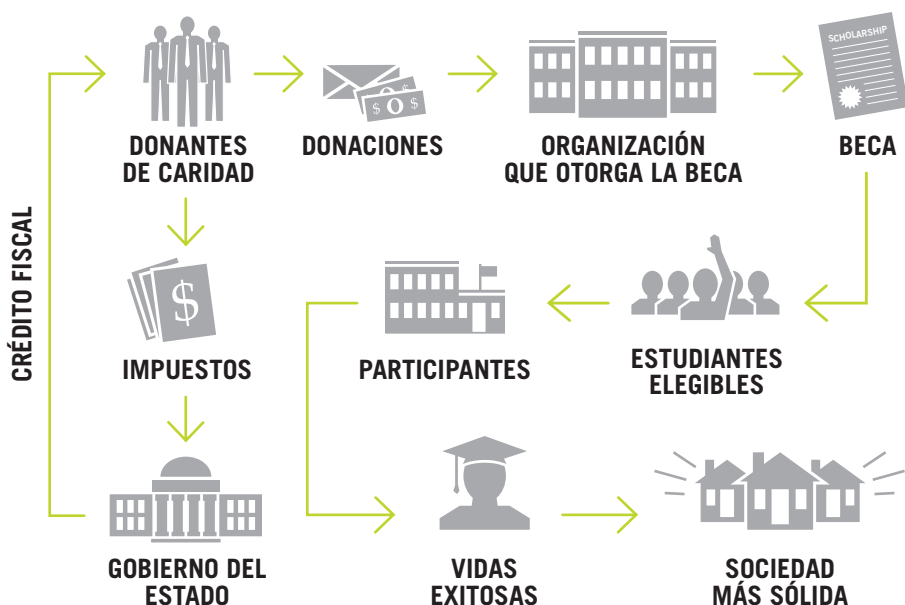 SCHOLARSHIP
$ O $
DONANTES
DE CARIDAD
DONACIONES
ORGANIZACIÓN
QUE OTORGA LA BECA
BECA
CRÉDITO FISCAL
$
IMPUESTOS
PARTICIPANTES
ESTUDIANTES
ELEGIBLES
GOBIERNO DEL
ESTADO
VIDAS
EXITOSAS
SOCIEDAD
MÁS SÓLIDA